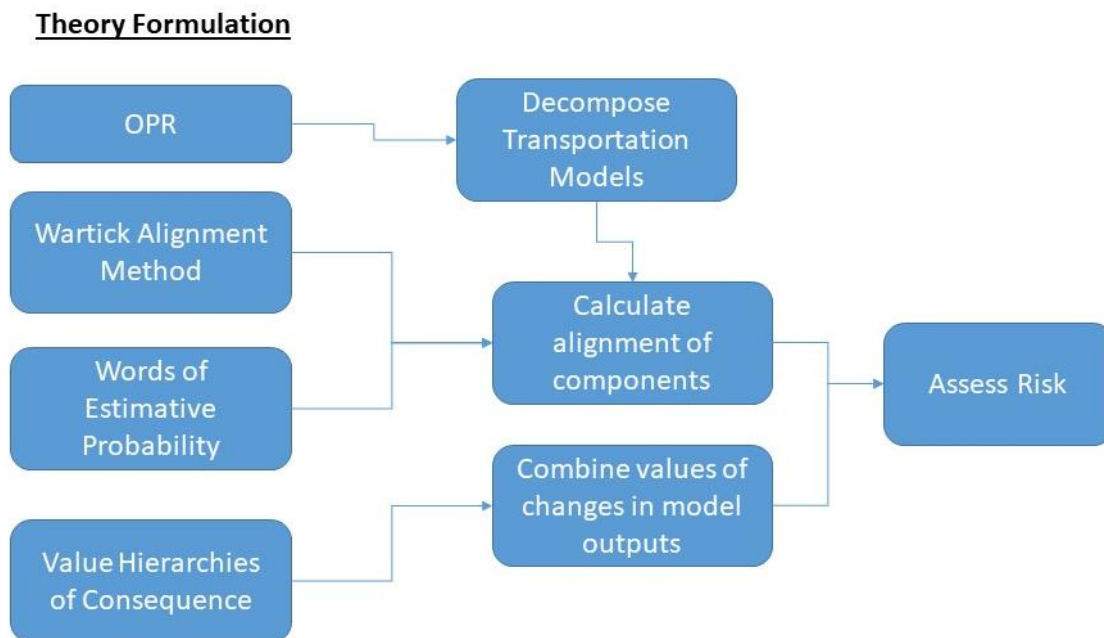 Theory Formulation
OPR
Decompose
Transportation
Models
Wartick Alignment
Method
Calculate
alignment of
components
Words of
Estimative
Probability
Assess Risk
Combine values of
changes in model
outputs
Value Hierarchies
of Consequence